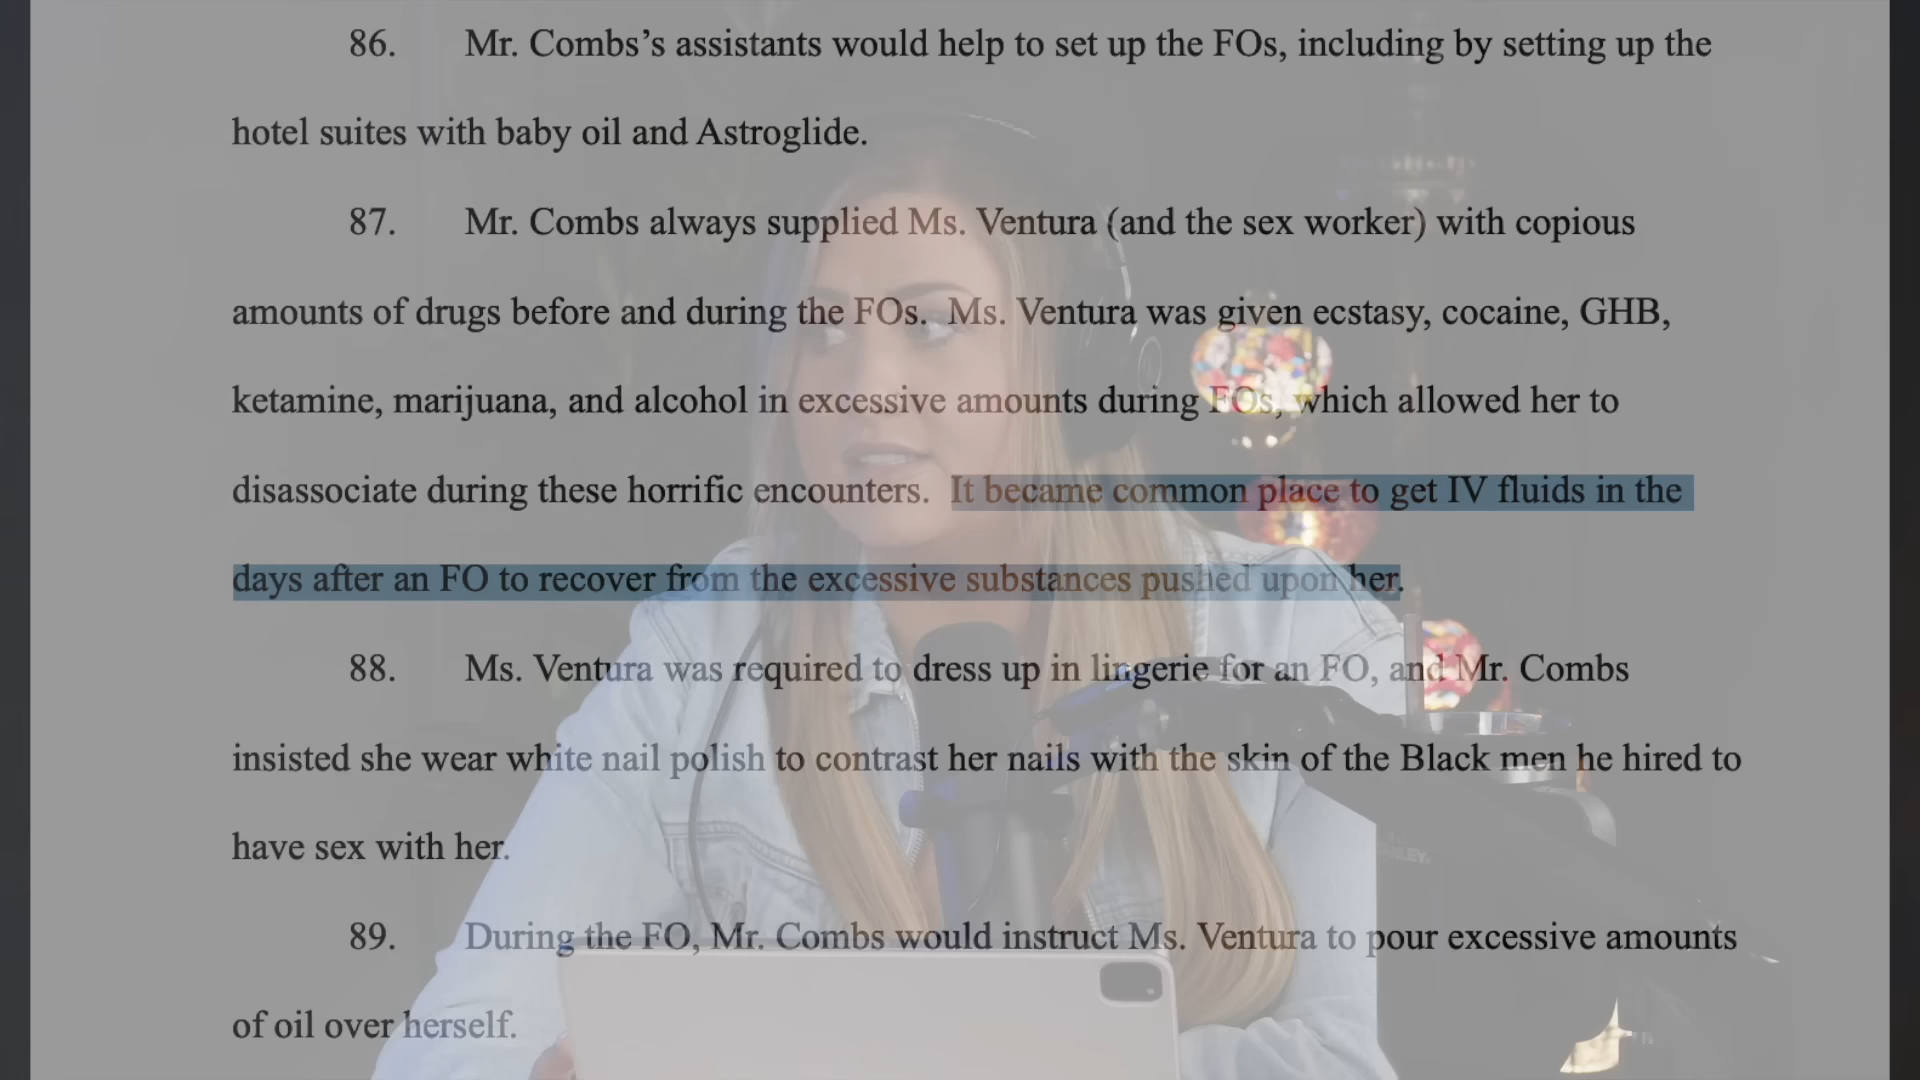 86. Mr. Combs’s assistants would help to set up the FOs, including by setting up the
hotel suites with baby oil and Astroglide.
87. Mr. Combs always supplied Ms. Ventura (and the sex worker) with copious
amounts of drugs before and during the FOs. Ms. Ventura was given ecstasy, cocaine, GHB,
ketamine, marijuana, and alcohol in excessive amounts during FOs, which allowed her to
disassociate during these horrific encounters. It became common place to get IV fluids in the
days after an FO to recover from the excessive substances pushed upon her.
88. Ms. Ventura was required to dress up in lingerie for an FO, and Mr. Combs
insisted she wear white nail polish to contrast her nails with the skin of the Black men he hired to
have sex with her.
89. During the FO, Mr. Combs would instruct Ms. Ventura to pour excessive amounts
of oil over herself.